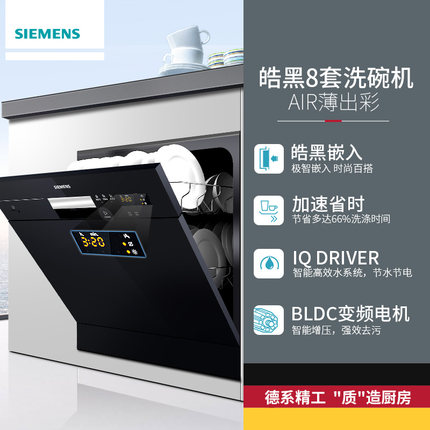 SIEMENS
皓黑8套洗碗机
AIR薄出彩
皓黑嵌入
极智嵌入 时尚百搭
加速省时
节省多达66%洗涤时间
IQ DRIVER
智能高效水系统，节水节电
BLDC变频电机
智能增压，强效去污
德系精工 "质"造厨房
SIEMENS
3:20
3:20